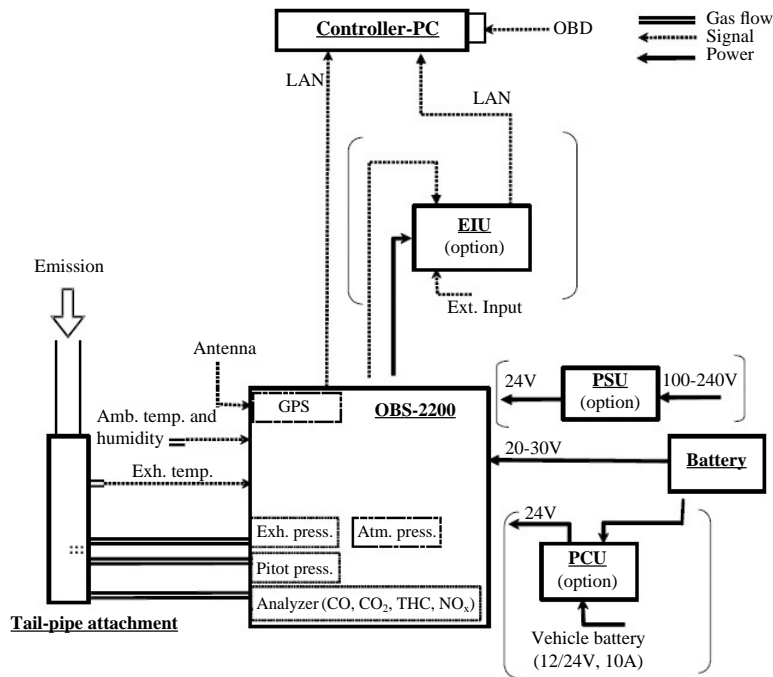 Controller-PC
OBD
Gas flow
Signal
Power
LAN
LAN
EIU
(option)
Ext. Input
Emission
Antenna
GPS
OBS-2200
Amb. temp. and
humidity
Exh. temp.
24V
PSU
(option)
100-240V
20-30V
Battery
Exh. press.
Atm. press.
Pitot press.
Analyzer (CO, CO₂, THC, NOₓ)
Tail-pipe attachment
24V
PCU
(option)
Vehicle battery
(12/24V, 10A)